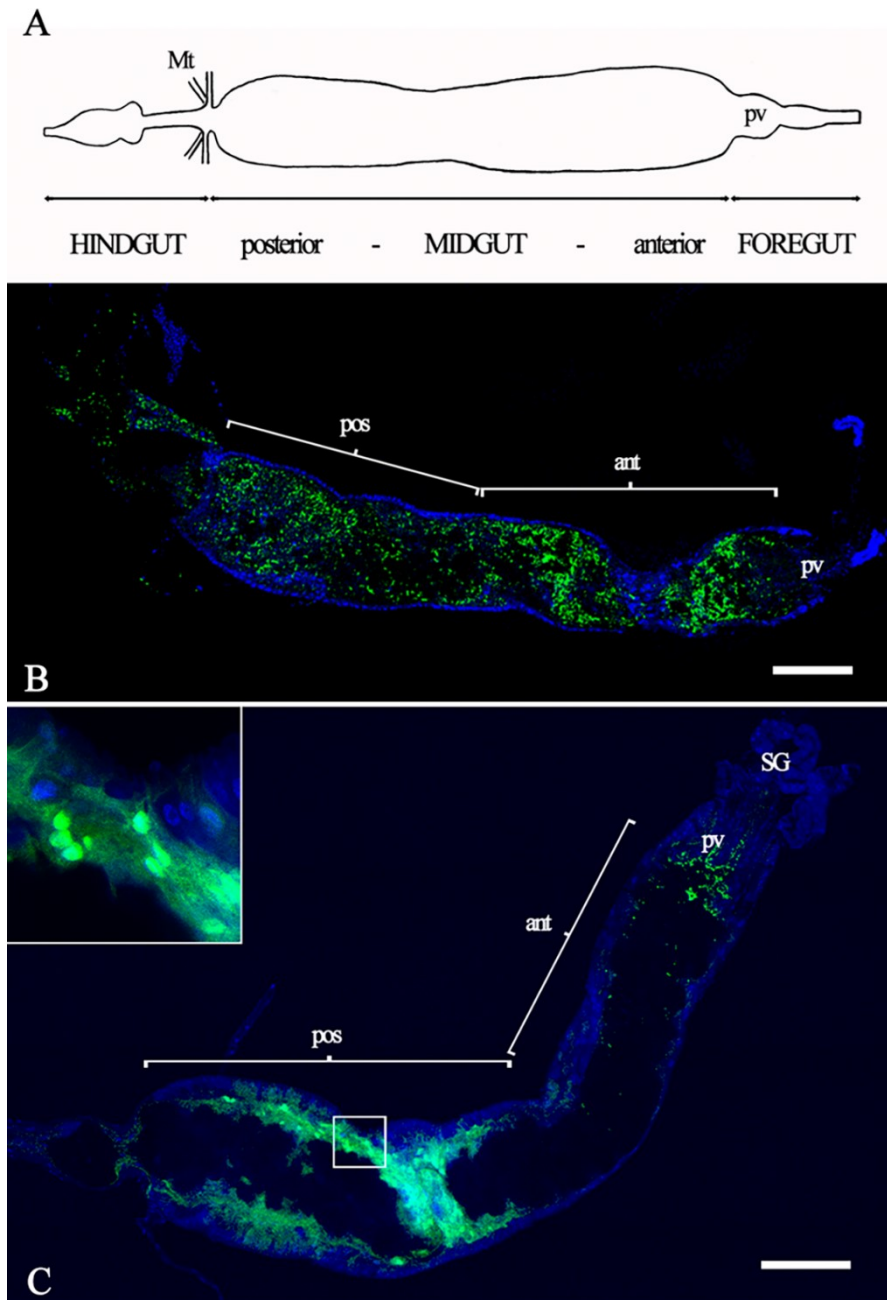 A
Mt
pv
HINDGUT posterior - MIDGUT - anterior FOREGUT
pos
ant
pv
B
SG
pv
ant
pos
C